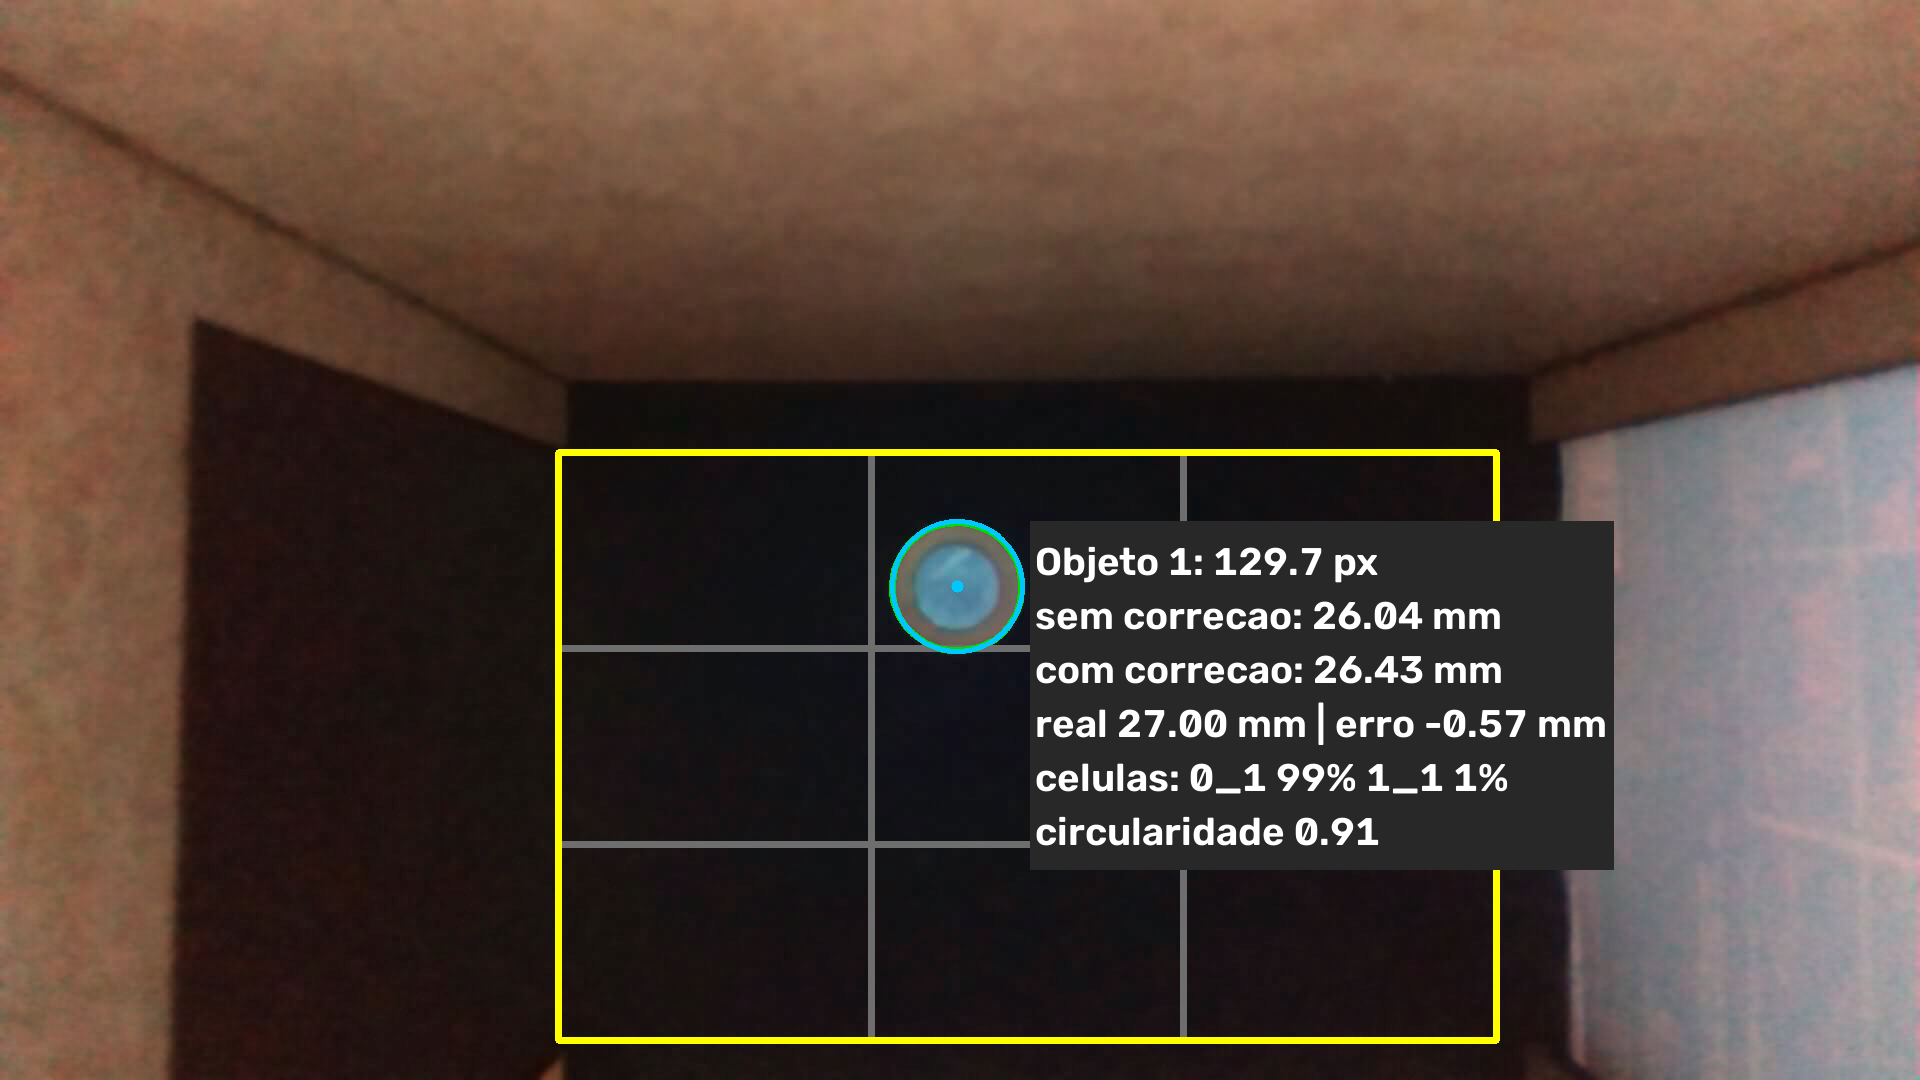 Objeto 1: 129.7 px
sem correcao: 26.04 mm
com correcao: 26.43 mm
real 27.00 mm | erro -0.57 mm
celulas: 0_1 99% 1_1 1%
circularidade 0.91